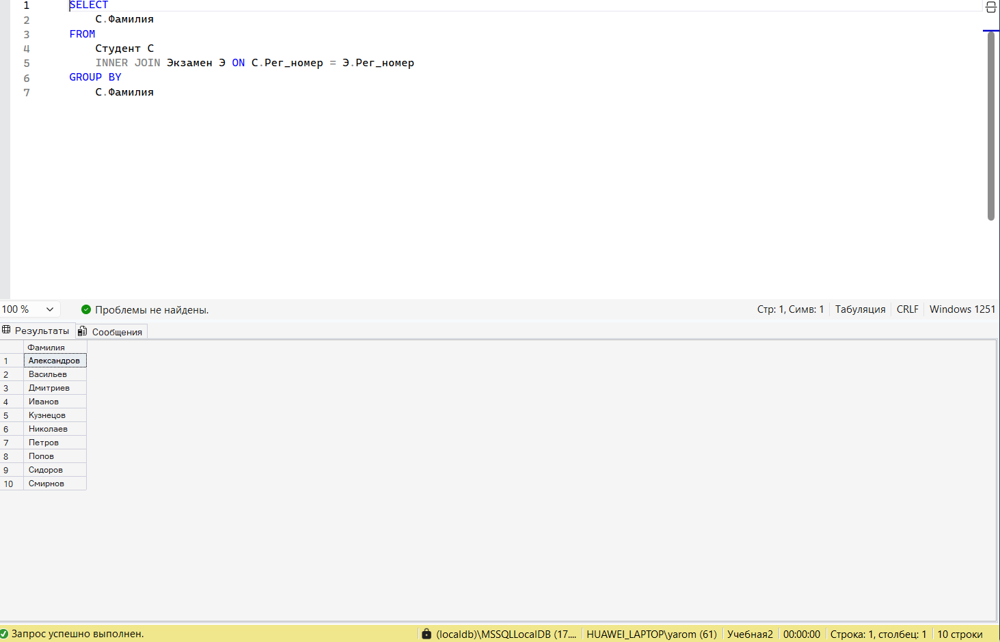 1 SELECT
2 С.Фамилия
3 FROM
4 Студент С
5 INNER JOIN Экзамен Э ON С.Рег_номер = Э.Рег_номер
6 GROUP BY
7 С.Фамилия
100 % Проблемы не найдены. Стр: 1, Симв: 1 Табуляция CRLF Windows 1251
Результаты Сообщения
Фамилия
1 Александров
2 Васильев
3 Дмитриев
4 Иванов
5 Кузнецов
6 Николаев
7 Петров
8 Попов
9 Сидоров
10 Смирнов
Запрос успешно выполнен. (localdb)\MSSQLLocalDB (17.... HUAWEI_LAPTOP\yarom (61) Учебная2 00:00:00 Строка: 1, столбец: 1 10 строки